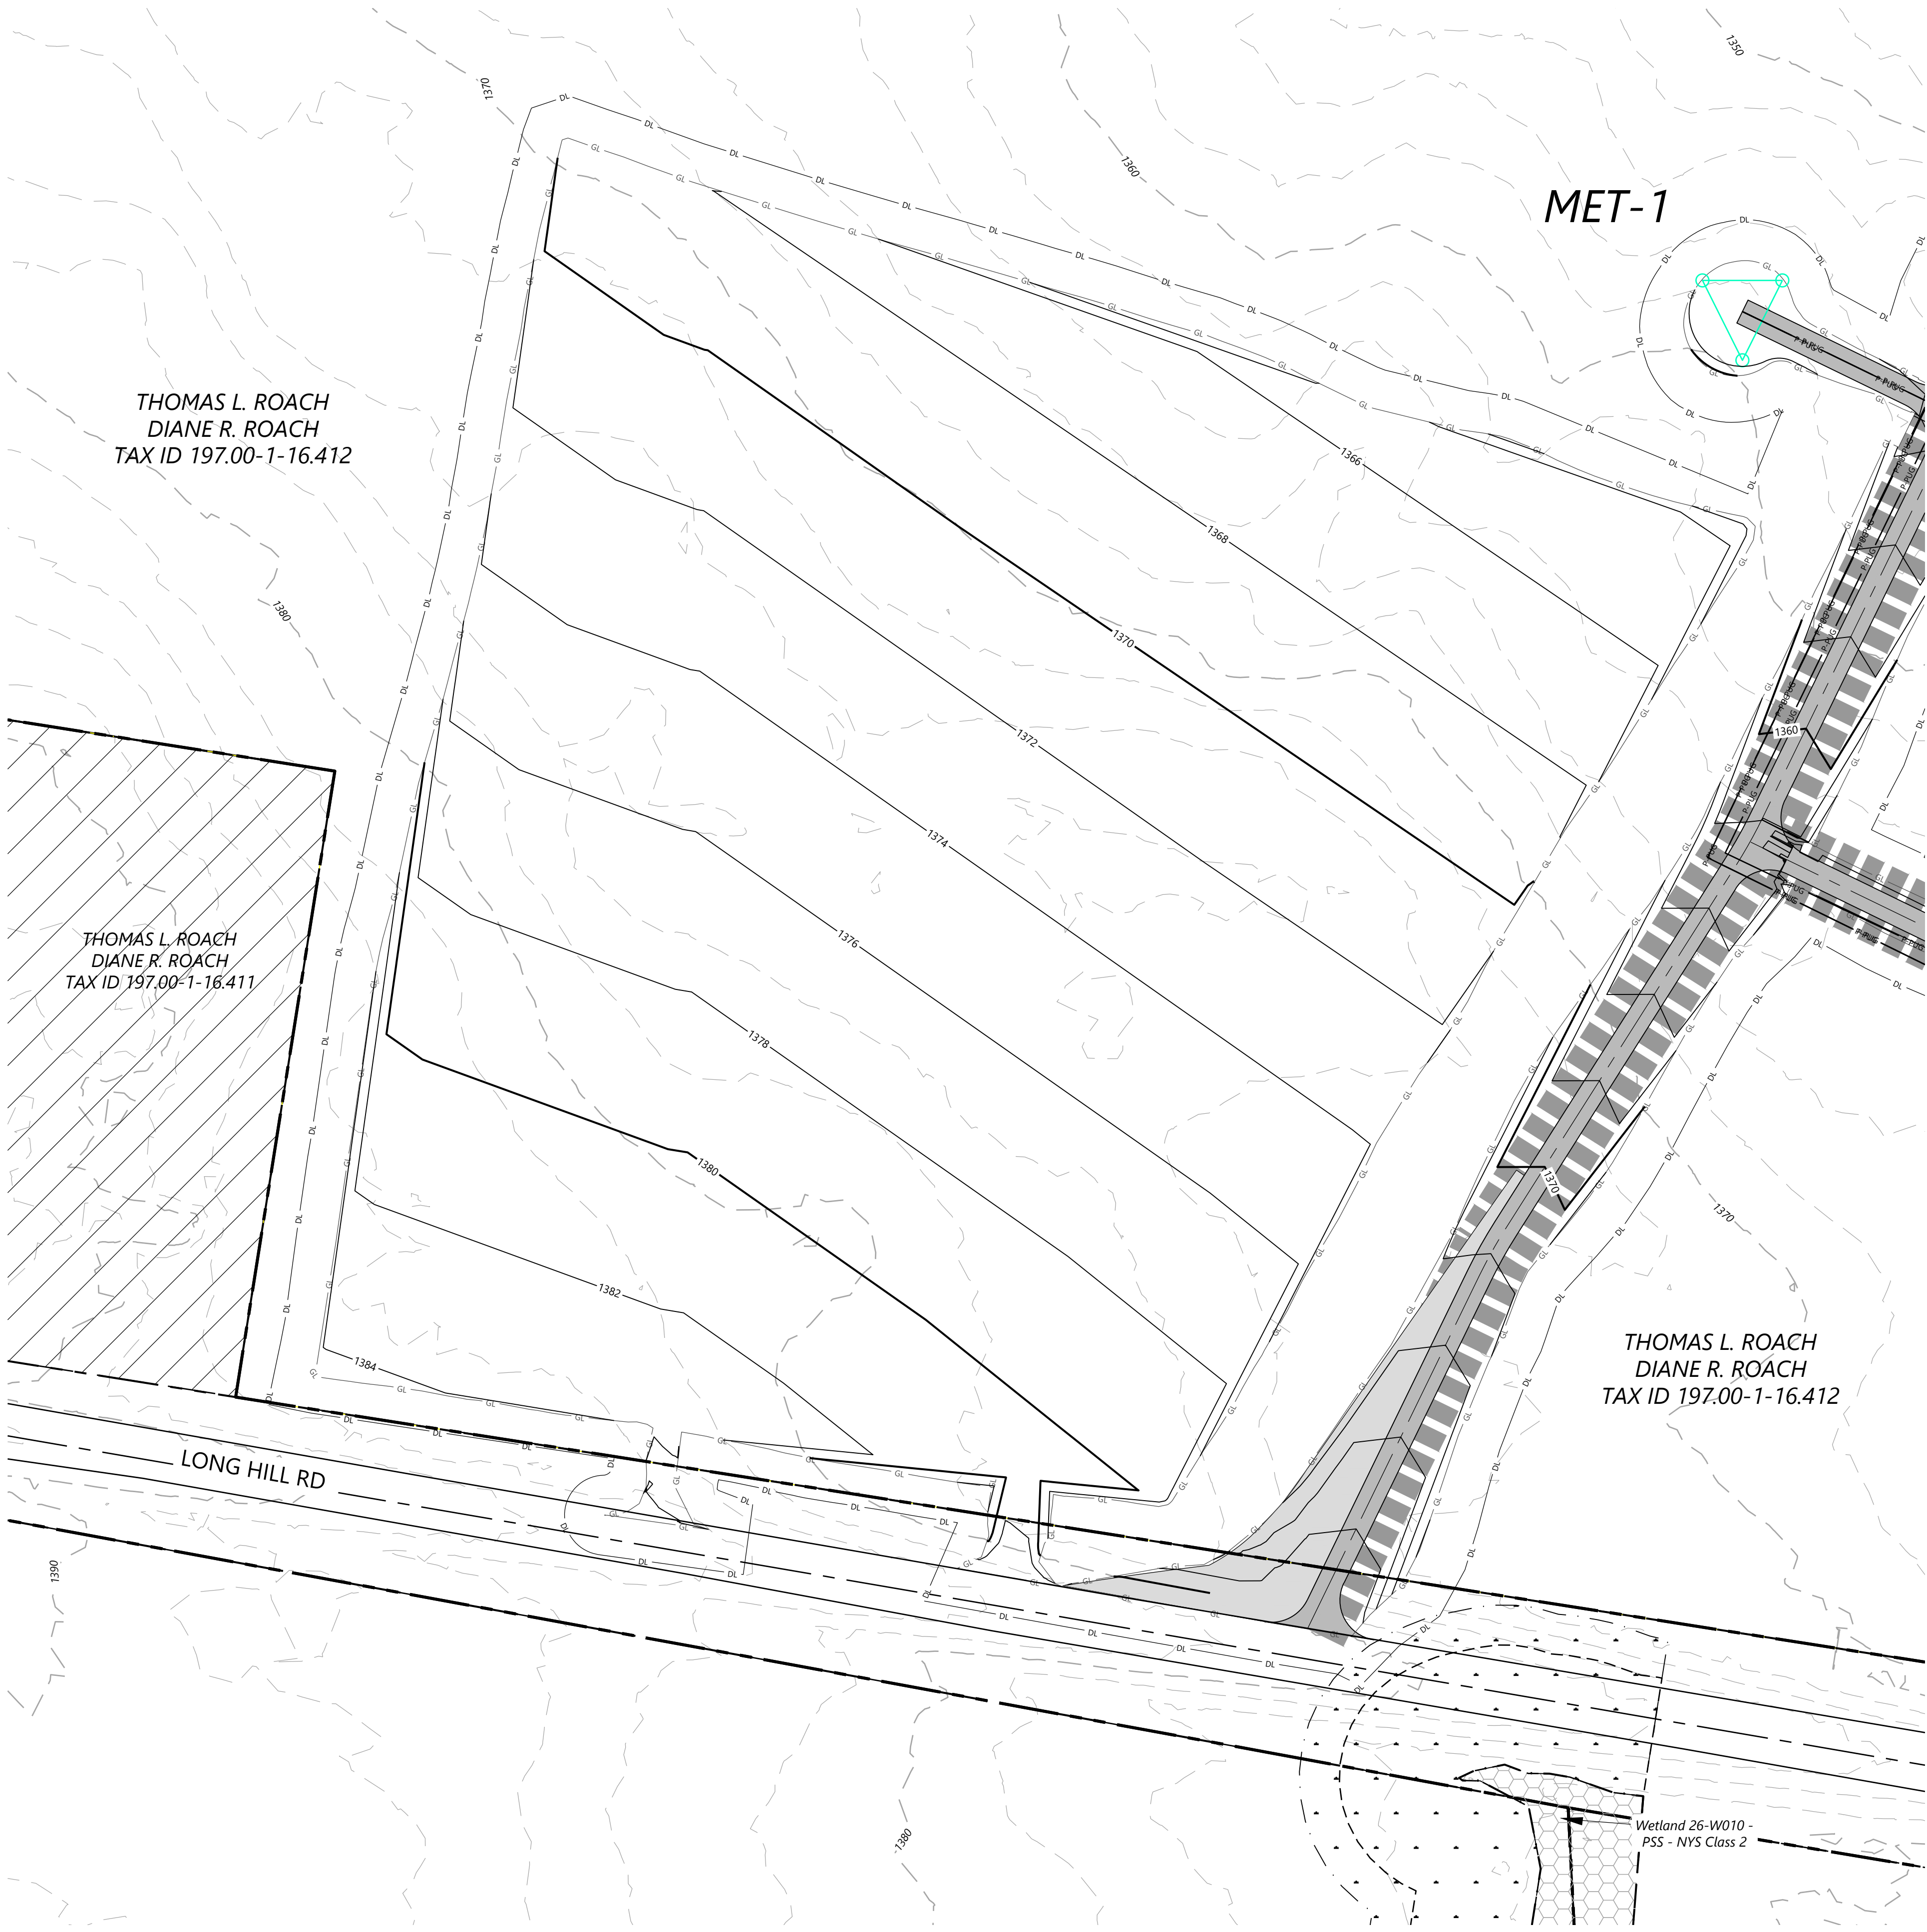 1350
1370
1360
MET-1
THOMAS L. ROACH
DIANE R. ROACH
TAX ID 197.00-1-16.412
1366
1368
1380
1370
1372
1360
1374
1376
THOMAS L. ROACH
DIANE R. ROACH
TAX ID 197.00-1-16.411
1378
1380
1370
1370
1382
1384
THOMAS L. ROACH
DIANE R. ROACH
TAX ID 197.00-1-16.412
LONG HILL RD
1390
1380
Wetland 26-W010 -
PSS - NYS Class 2
DL
GL
P-PUG